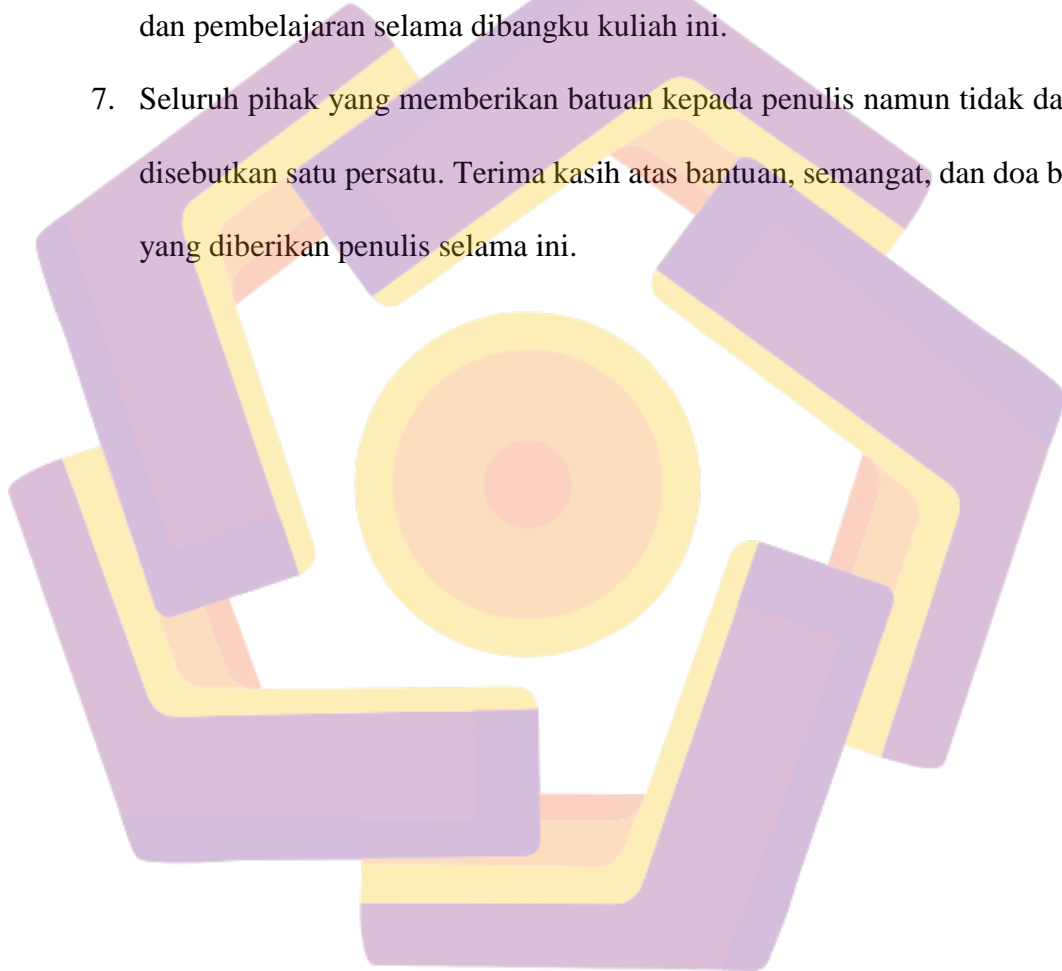 dan pembelajaran selama dibangku kuliah ini.
7. Seluruh pihak yang memberikan batuan kepada penulis namun tidak da
disebutkan satu persatu. Terima kasih atas bantuan, semangat, dan doa b
yang diberikan penulis selama ini.